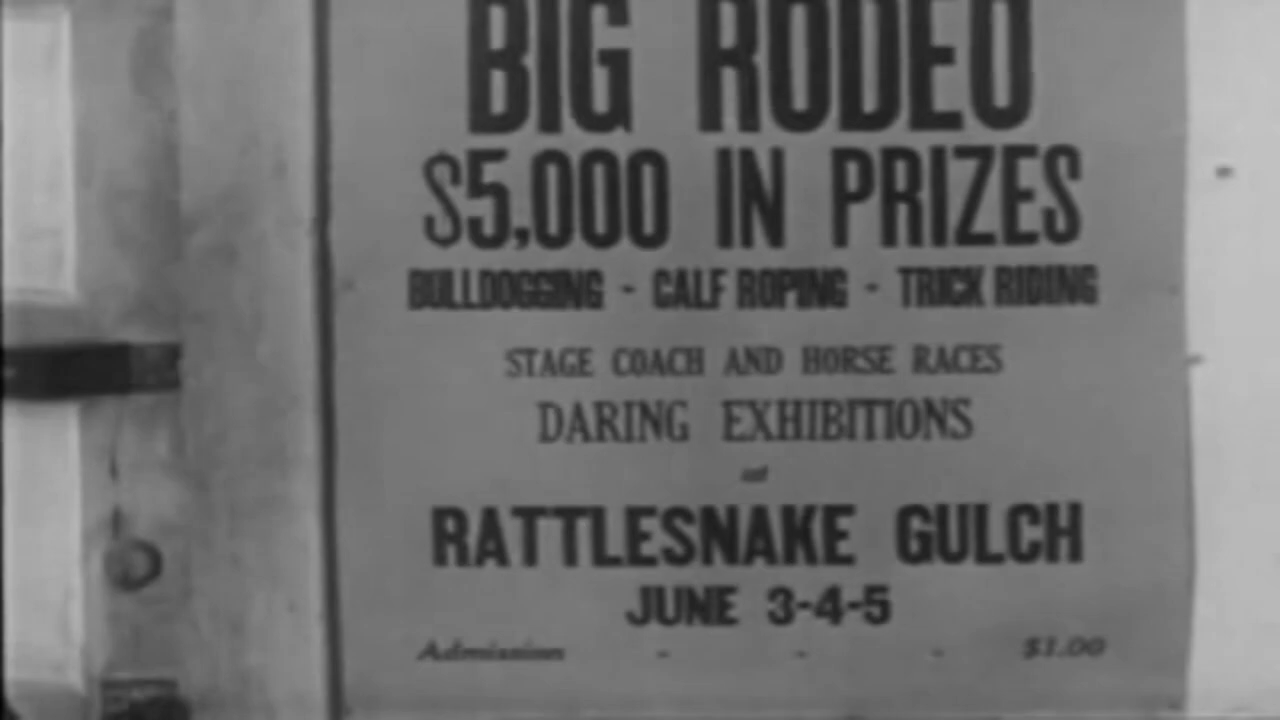 BIG RODEO
$5,000 IN PRIZES
BULLDOGGING - CALF ROPING - TRICK RIDING
STAGE COACH AND HORSE RACES
DARING EXHIBITIONS
at
RATTLESNAKE GULCH
JUNE 3-4-5
Admission - - - $1.00